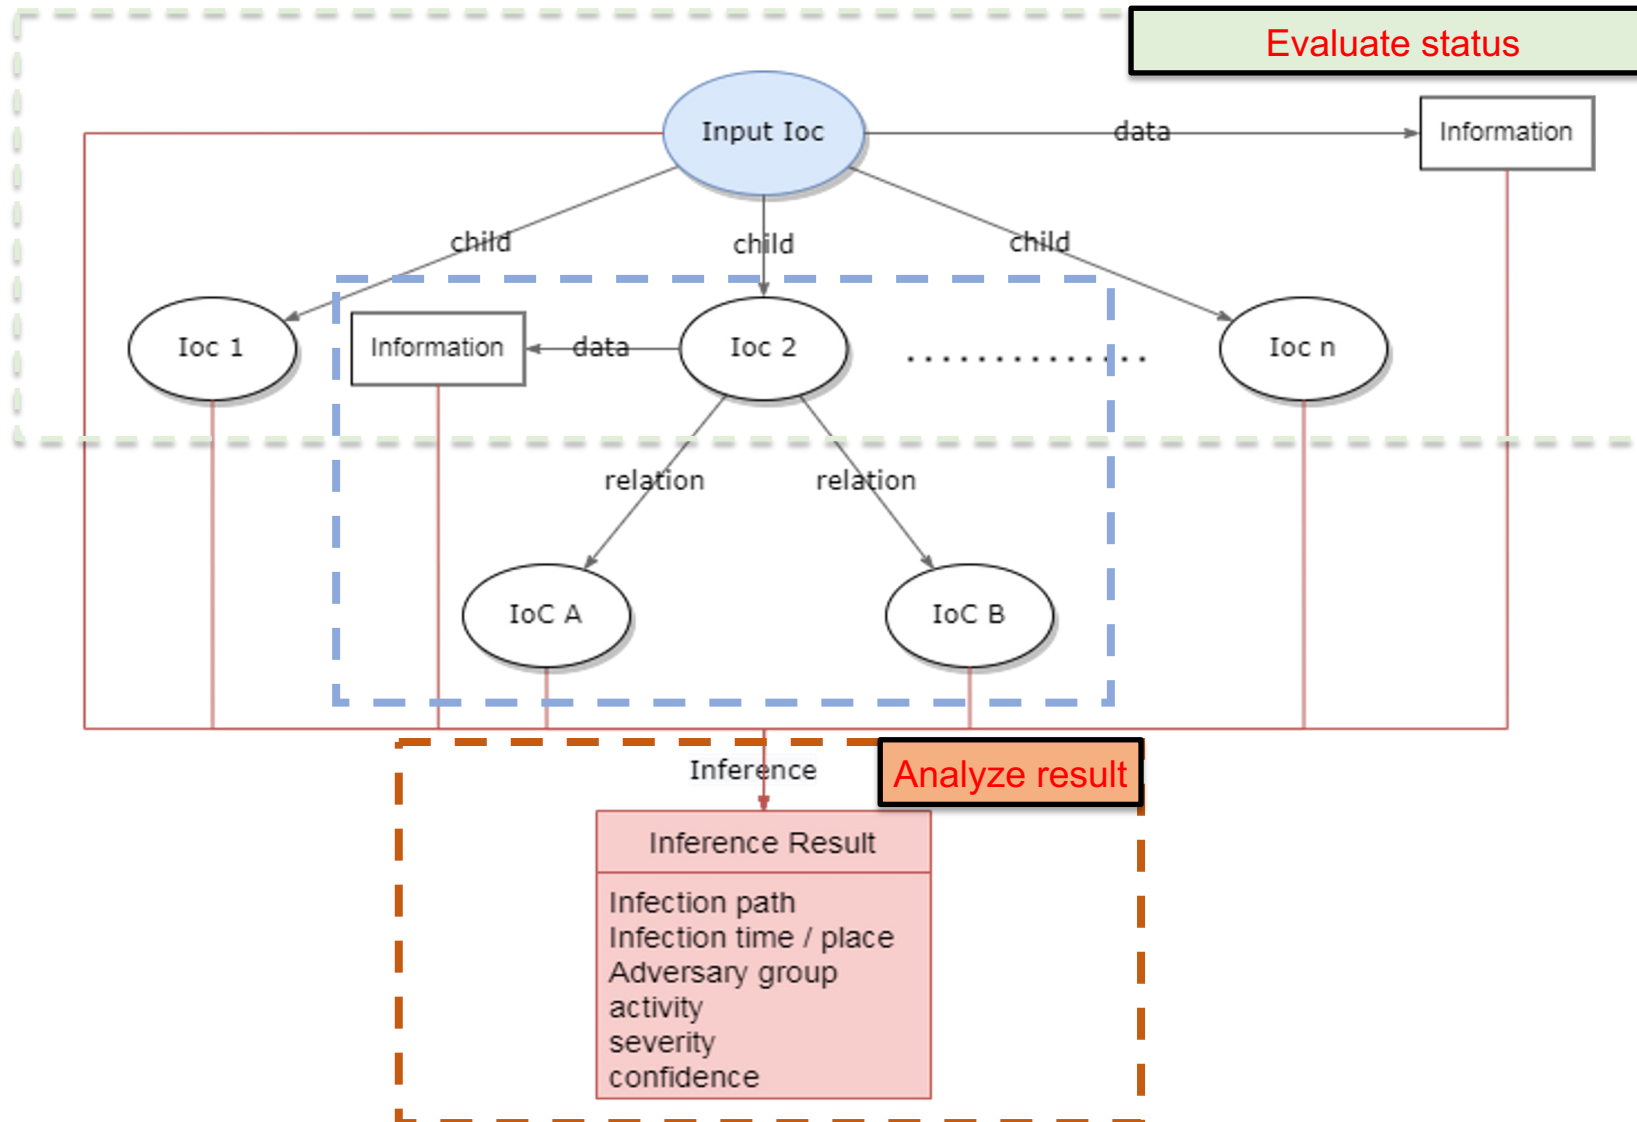 Evaluate status
Input Ioc
data
Information
child
child
child
Ioc 1
Information
data
Ioc 2
..................
Ioc n
relation
relation
IoC A
IoC B
Inference
Analyze result
Inference Result
Infection path
Infection time / place
Adversary group
activity
severity
confidence